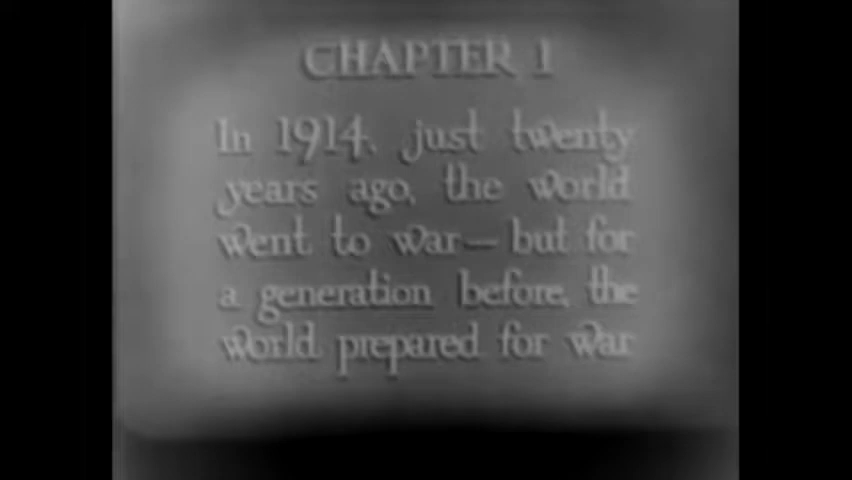 CHAPTER 1
In 1914, just twenty
years ago, the world
went to war — but for
a generation before, the
world prepared for war